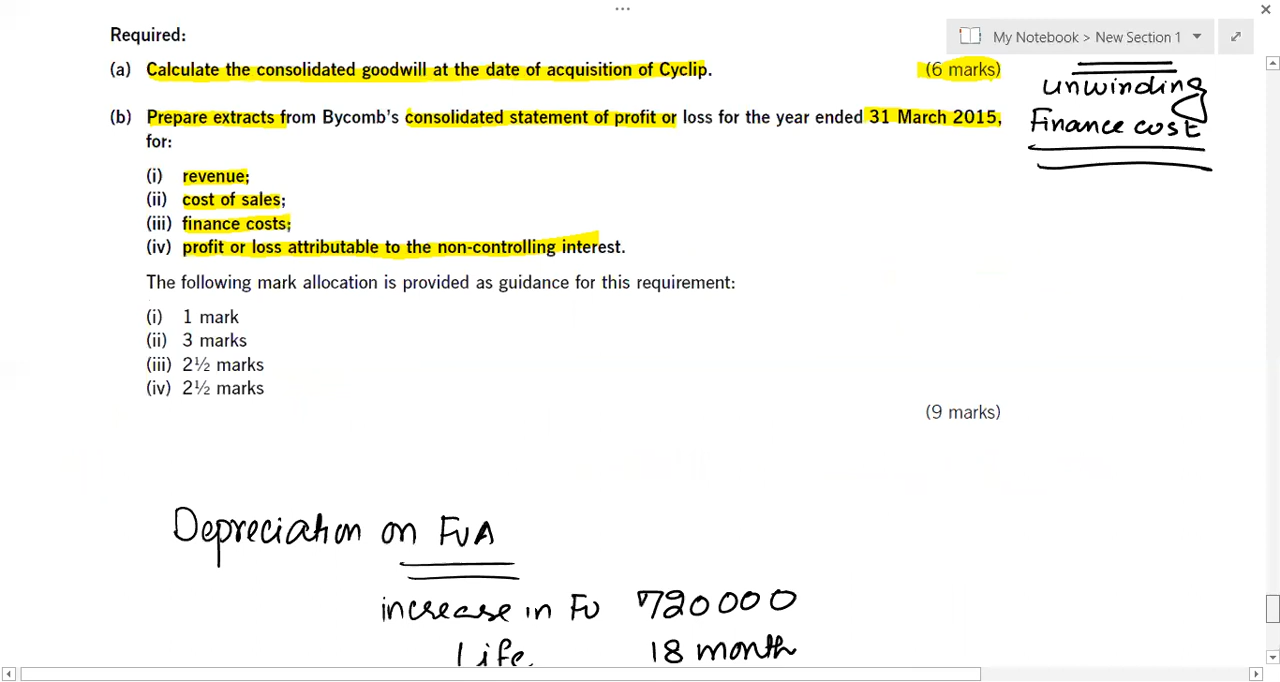 Required:
My Notebook > New Section 1
(a) Calculate the consolidated goodwill at the date of acquisition of Cyclip. (6 marks)
unwinding
Finance cost
(b) Prepare extracts from Bycomb's consolidated statement of profit or loss for the year ended 31 March 2015,
for:
(i) revenue;
(ii) cost of sales;
(iii) finance costs;
(iv) profit or loss attributable to the non-controlling interest.
The following mark allocation is provided as guidance for this requirement:
(i) 1 mark
(ii) 3 marks
(iii) 2½ marks
(iv) 2½ marks
(9 marks)
Depreciation on FVA
increase in FV 720000
Life 18 month